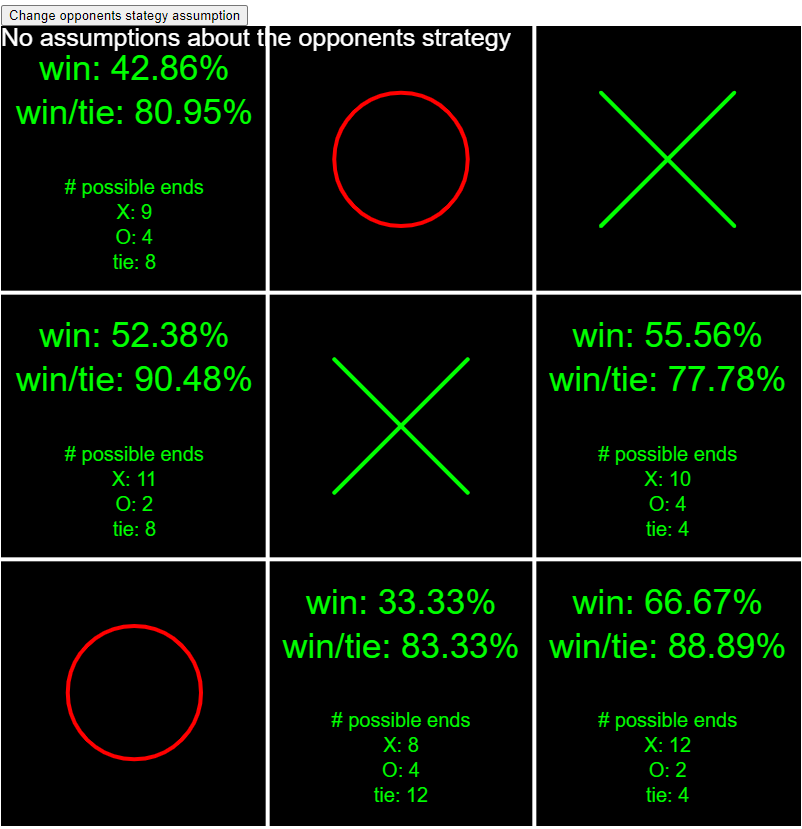 Change opponents stategy assumption
No assumptions about the opponents strategy
win: 42.86%
win/tie: 80.95%
# possible ends
X: 9
O: 4
tie: 8
win: 52.38%
win/tie: 90.48%
# possible ends
X: 11
O: 2
tie: 8
win: 55.56%
win/tie: 77.78%
# possible ends
X: 10
O: 4
tie: 4
win: 33.33%
win/tie: 83.33%
# possible ends
X: 8
O: 4
tie: 12
win: 66.67%
win/tie: 88.89%
# possible ends
X: 12
O: 2
tie: 4